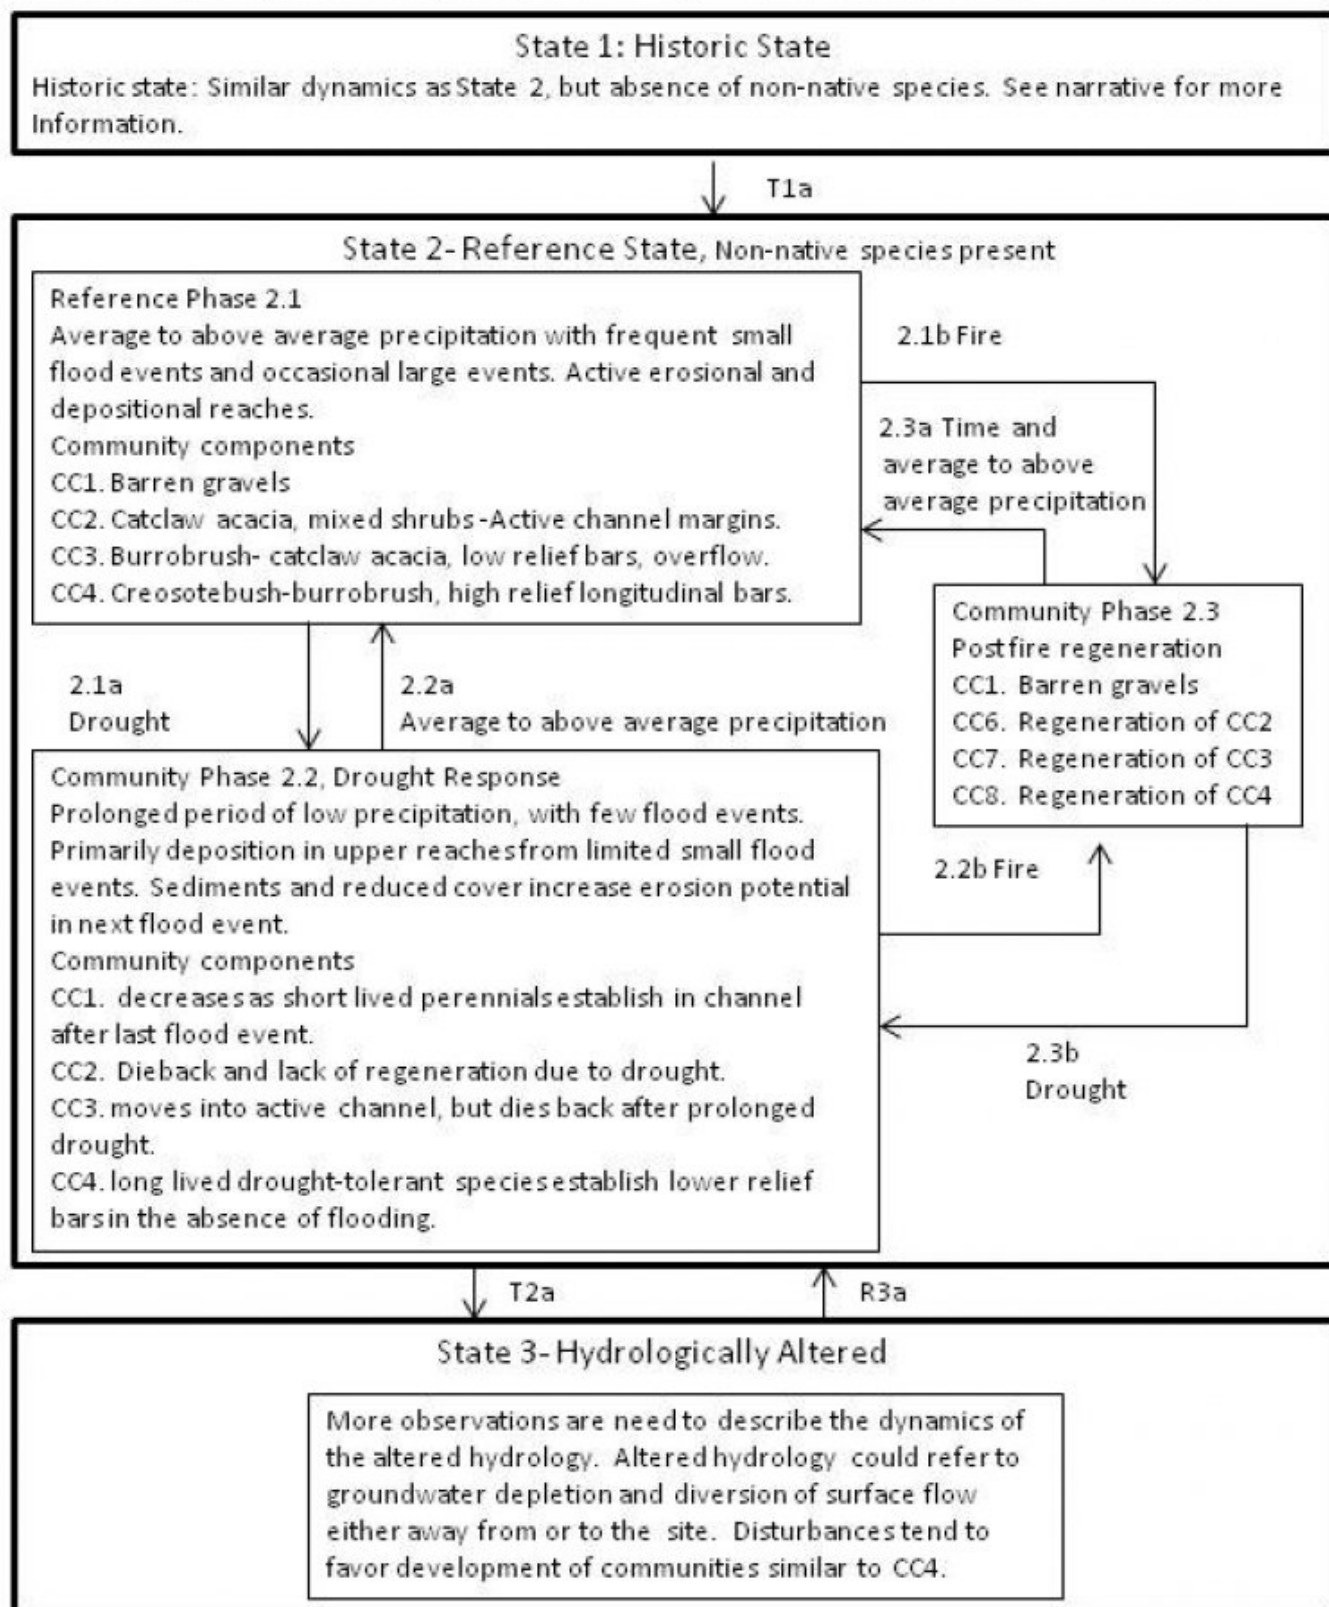 State 1: Historic State
Historic state: Similar dynamics as State 2, but absence of non-native species. See narrative for more
Information.
T1a
State 2- Reference State, Non-native species present
Reference Phase 2.1
Average to above average precipitation with frequent small
flood events and occasional large events. Active erosional and
depositional reaches.
Community components
CC1. Barren gravels
CC2. Catclaw acacia, mixed shrubs -Active channel margins.
CC3. Burrobrush- catclaw acacia, low relief bars, overflow.
CC4. Creosotebush-burrobrush, high relief longitudinal bars.
2.1b Fire
2.3a Time and
average to above
average precipitation
Community Phase 2.3
Postfire regeneration
CC1. Barren gravels
CC6. Regeneration of CC2
CC7. Regeneration of CC3
CC8. Regeneration of CC4
2.1a
Drought
2.2a
Average to above average precipitation
Community Phase 2.2, Drought Response
Prolonged period of low precipitation, with few flood events.
Primarily deposition in upper reaches from limited small flood
events. Sediments and reduced cover increase erosion potential
in next flood event.
Community components
CC1. decreases as short lived perennials establish in channel
after last flood event.
CC2. Dieback and lack of regeneration due to drought.
CC3. moves into active channel, but dies back after prolonged
drought.
CC4. long lived drought-tolerant species establish lower relief
bars in the absence of flooding.
2.2b Fire
2.3b
Drought
T2a
R3a
State 3- Hydrologically Altered
More observations are need to describe the dynamics of
the altered hydrology. Altered hydrology could refer to
groundwater depletion and diversion of surface flow
either away from or to the site. Disturbances tend to
favor development of communities similar to CC4.